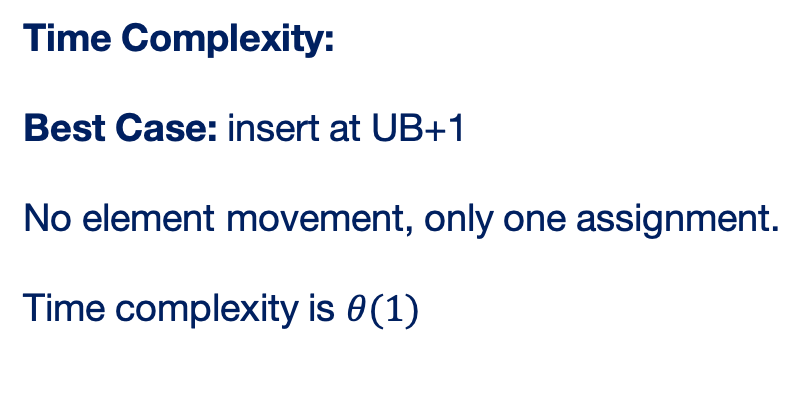 Time Complexity:
Best Case: insert at UB+1
No element movement, only one assignment.
Time complexity is θ(1)